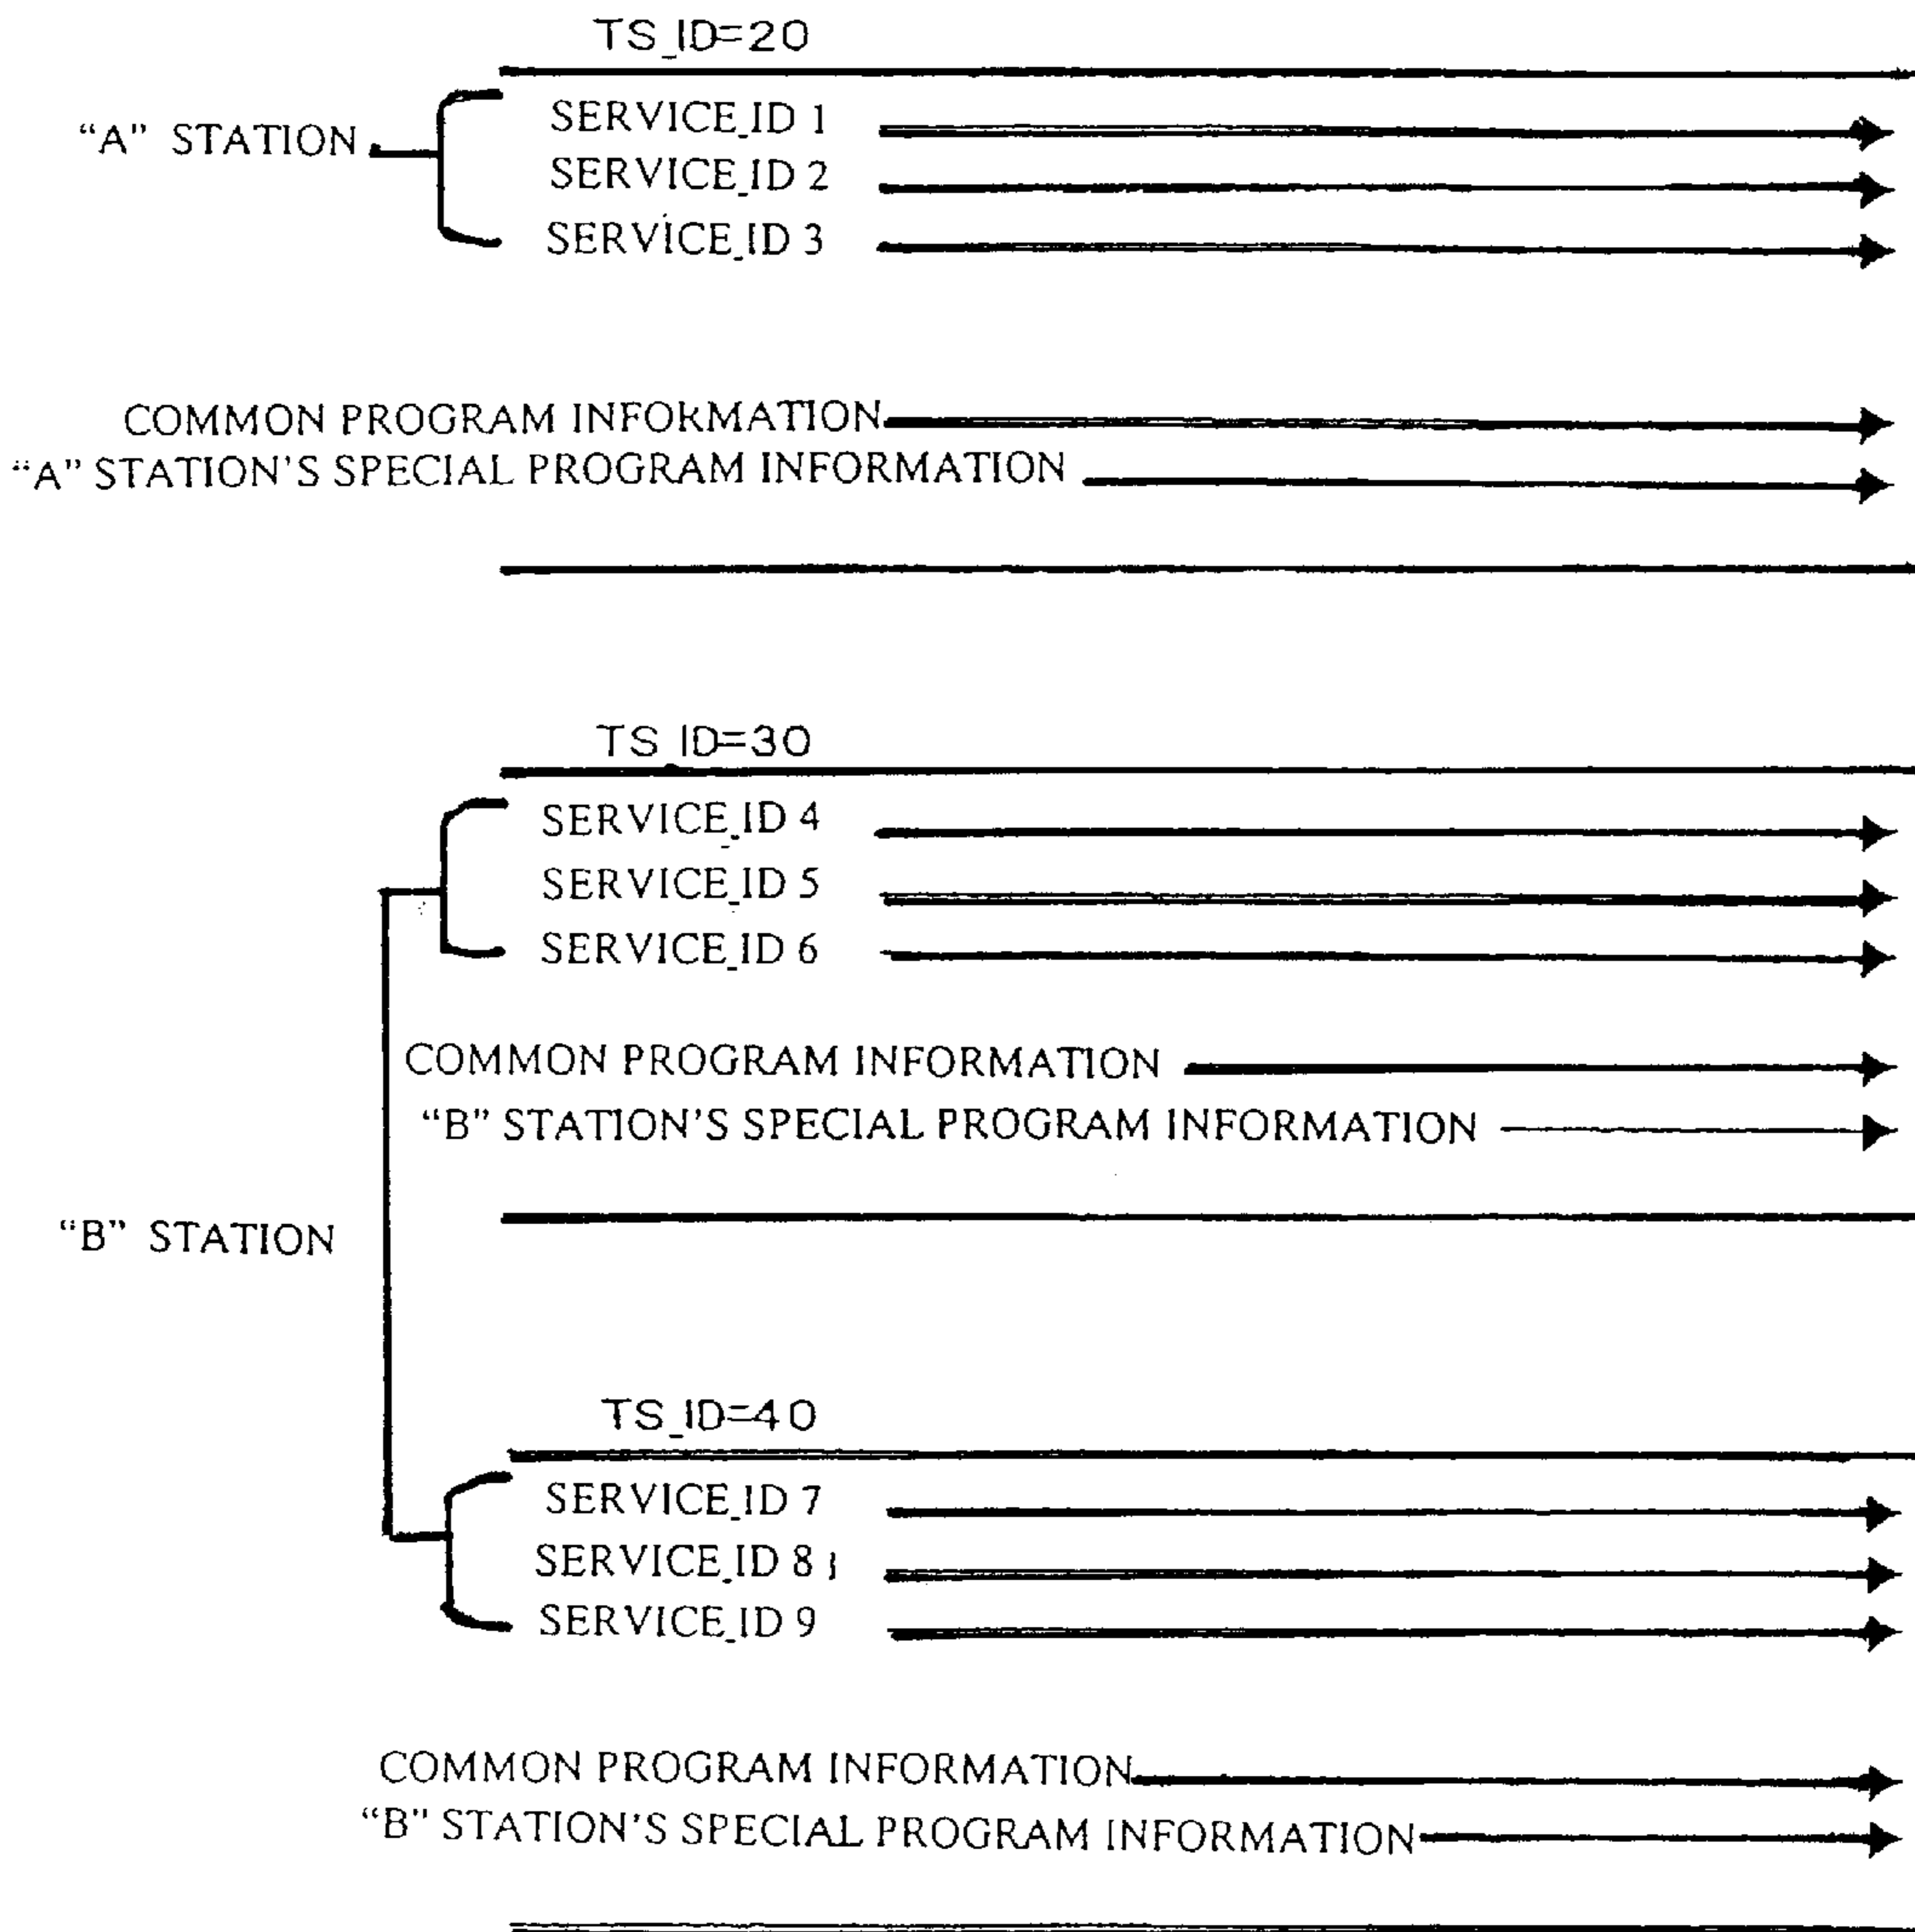 TS_ID=20
“A” STATION
SERVICE_ID 1
SERVICE_ID 2
SERVICE_ID 3
COMMON PROGRAM INFORMATION
“A” STATION'S SPECIAL PROGRAM INFORMATION
TS_ID=30
SERVICE_ID 4
SERVICE_ID 5
SERVICE_ID 6
COMMON PROGRAM INFORMATION
“B” STATION'S SPECIAL PROGRAM INFORMATION
“B” STATION
TS_ID=40
SERVICE_ID 7
SERVICE_ID 8
SERVICE_ID 9
COMMON PROGRAM INFORMATION
“B” STATION'S SPECIAL PROGRAM INFORMATION